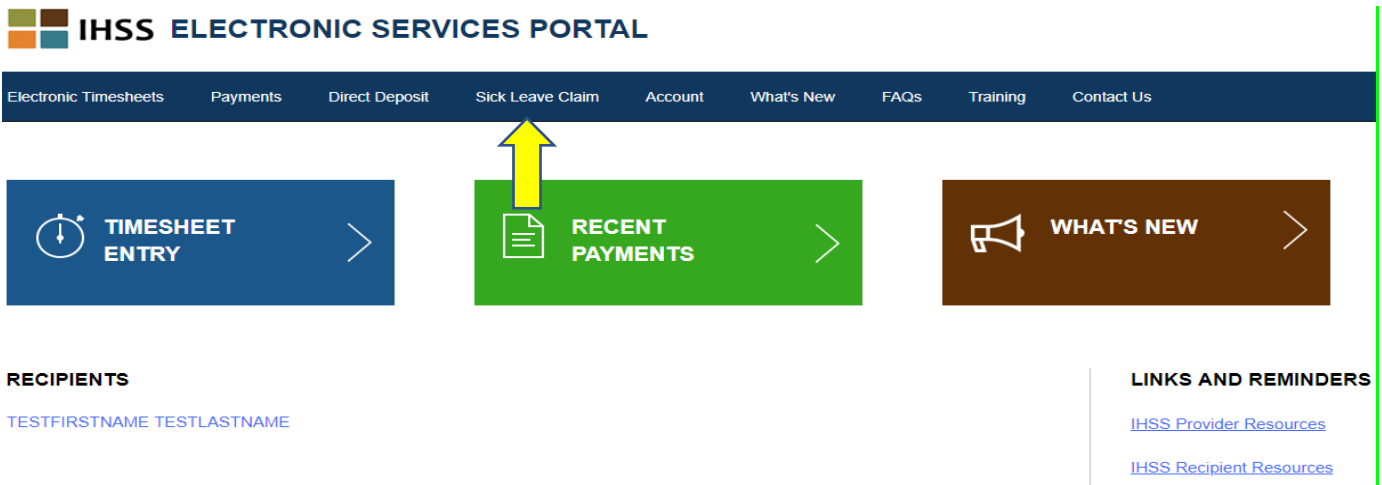 IHSS ELECTRONIC SERVICES PORTAL
Electronic Timesheets Payments Direct Deposit Sick Leave Claim Account What's New FAQs Training Contact Us
TIMESHEET
ENTRY
RECENT
PAYMENTS
WHAT'S NEW
RECIPIENTS
TESTFIRSTNAME TESTLASTNAME
LINKS AND REMINDERS
IHSS Provider Resources
IHSS Recipient Resources